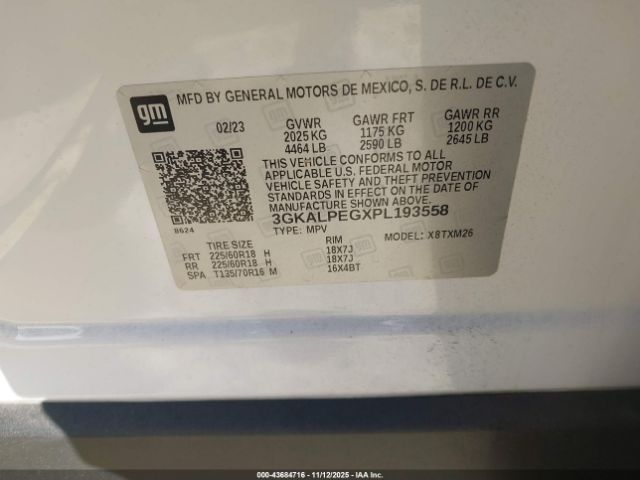 gm
MFD BY GENERAL MOTORS DE MEXICO, S. DE R.L. DE C.V.
02/23 GVWR GAWR FRT GAWR RR
2025 KG 1175 KG 1200 KG
4464 LB 2590 LB 2645 LB
THIS VEHICLE CONFORMS TO ALL
APPLICABLE U.S. FEDERAL MOTOR
VEHICLE SAFETY AND THEFT PREVENTION
STANDARDS IN EFFECT ON THE DATE OF
MANUFACTURE SHOWN ABOVE.
8624 3GKALPEGXPL193558
TYPE: MPV MODEL: X8TXM26
TIRE SIZE RIM
FRT 225/60R18 H 18X7J
RR 225/60R18 H 18X7J
SPA T135/70R16 M 16X4BT
000-43684716 - 11/12/2025 - COPART, INC.